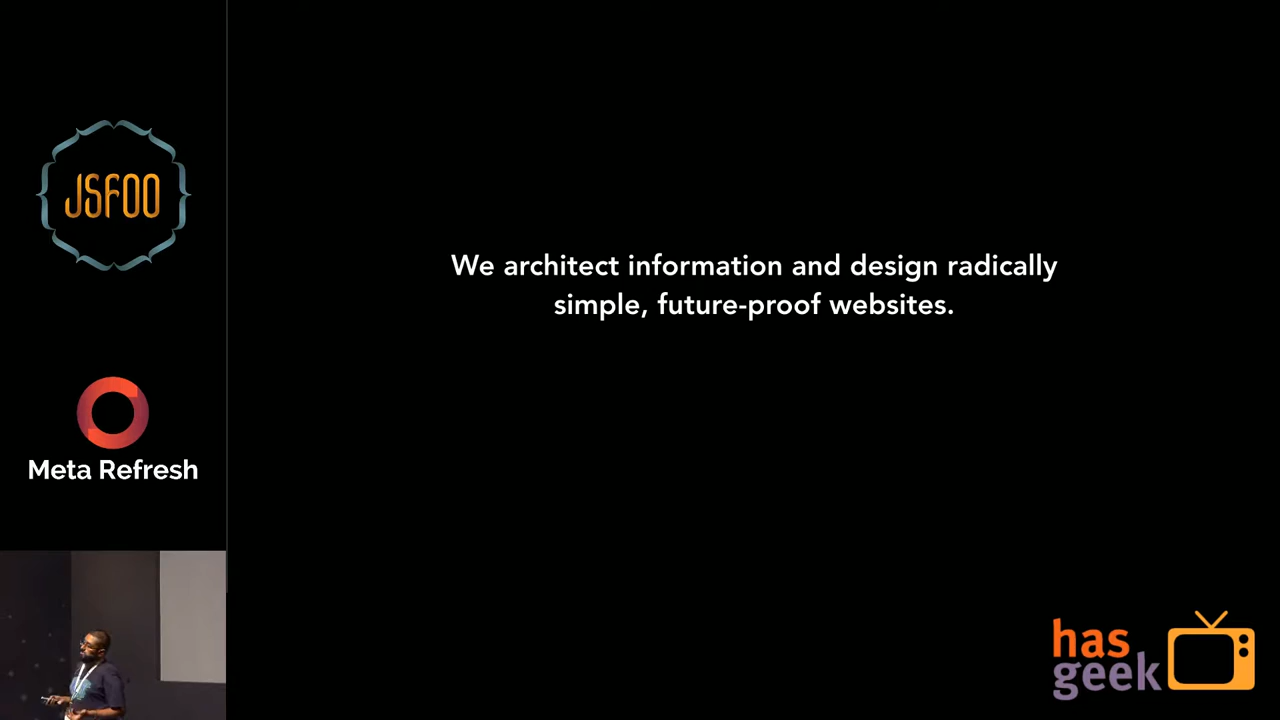 JSFOO
Meta Refresh
We architect information and design radically
simple, future-proof websites.
has
geek